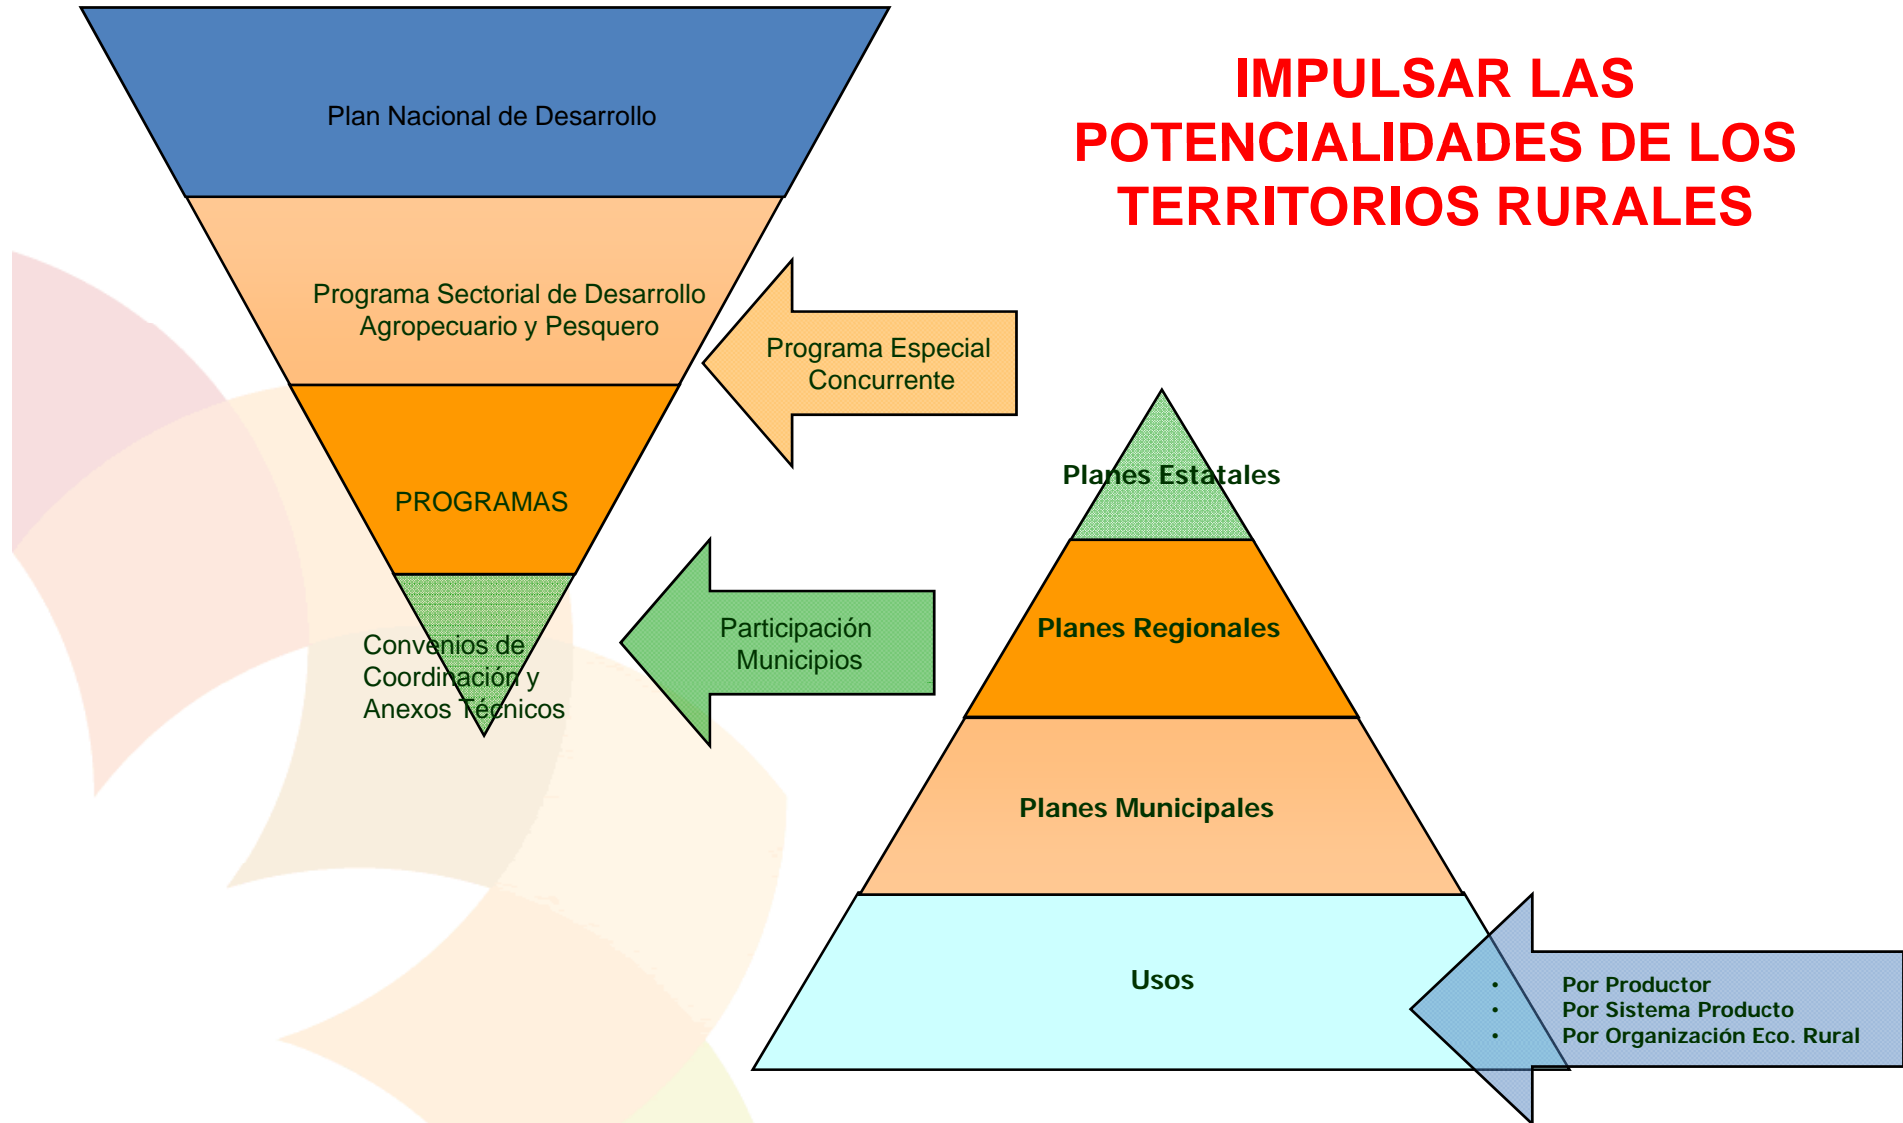 IMPULSAR LAS
POTENCIALIDADES DE LOS
TERRITORIOS RURALES
Plan Nacional de Desarrollo
Programa Sectorial de Desarrollo
Agropecuario y Pesquero
Programa Especial
Concurrente
PROGRAMAS
Convenios de
Coordinación y
Anexos Técnicos
Participación
Municipios
Planes Estatales
Planes Regionales
Planes Municipales
Usos
• Por Productor
• Por Sistema Producto
• Por Organización Eco. Rural